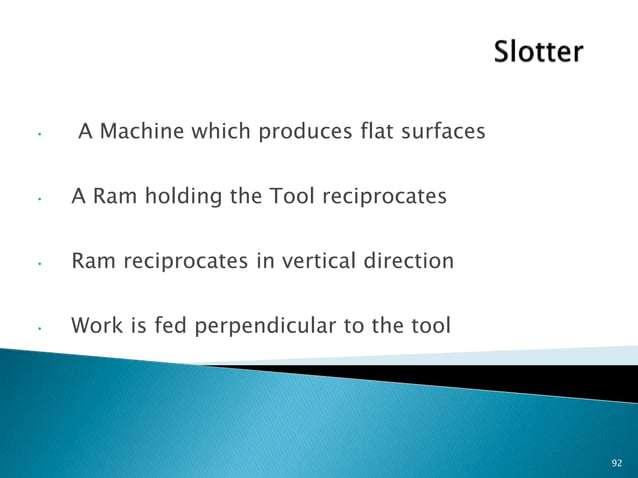 Slotter
• A Machine which produces flat surfaces
• A Ram holding the Tool reciprocates
• Ram reciprocates in vertical direction
• Work is fed perpendicular to the tool
92